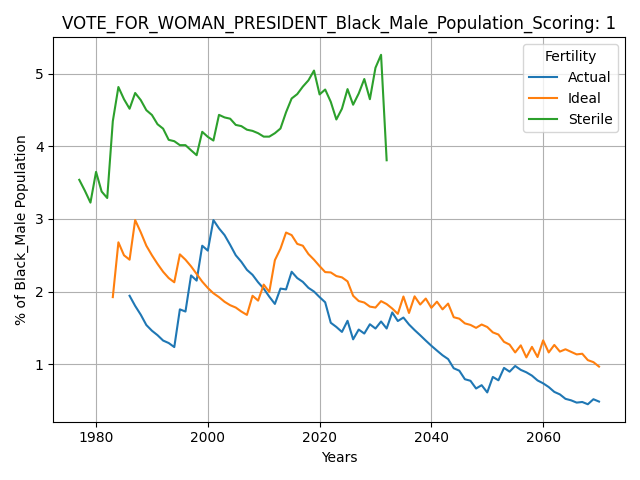 VOTE_FOR_WOMAN_PRESIDENT_Black_Male_Population_Scoring: 1
Fertility
Actual
Ideal
Sterile
% of Black_Male Population
5
4
3
2
1
1980 2000 2020 2040 2060
Years